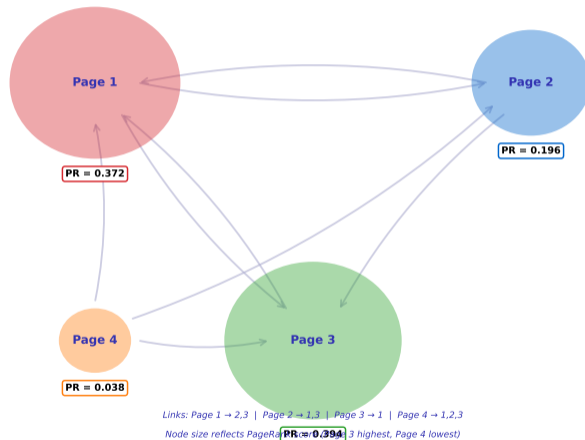 Page 1
Page 2
PR = 0.196
PR = 0.372
Page 4
Page 3
PR = 0.038
Links: Page 1 → 2,3 | Page 2 → 1,3 | Page 3 → 1 | Page 4 → 1,2,3
PR = 0.394
Node size reflects 3 highest, Page 4 lowest)